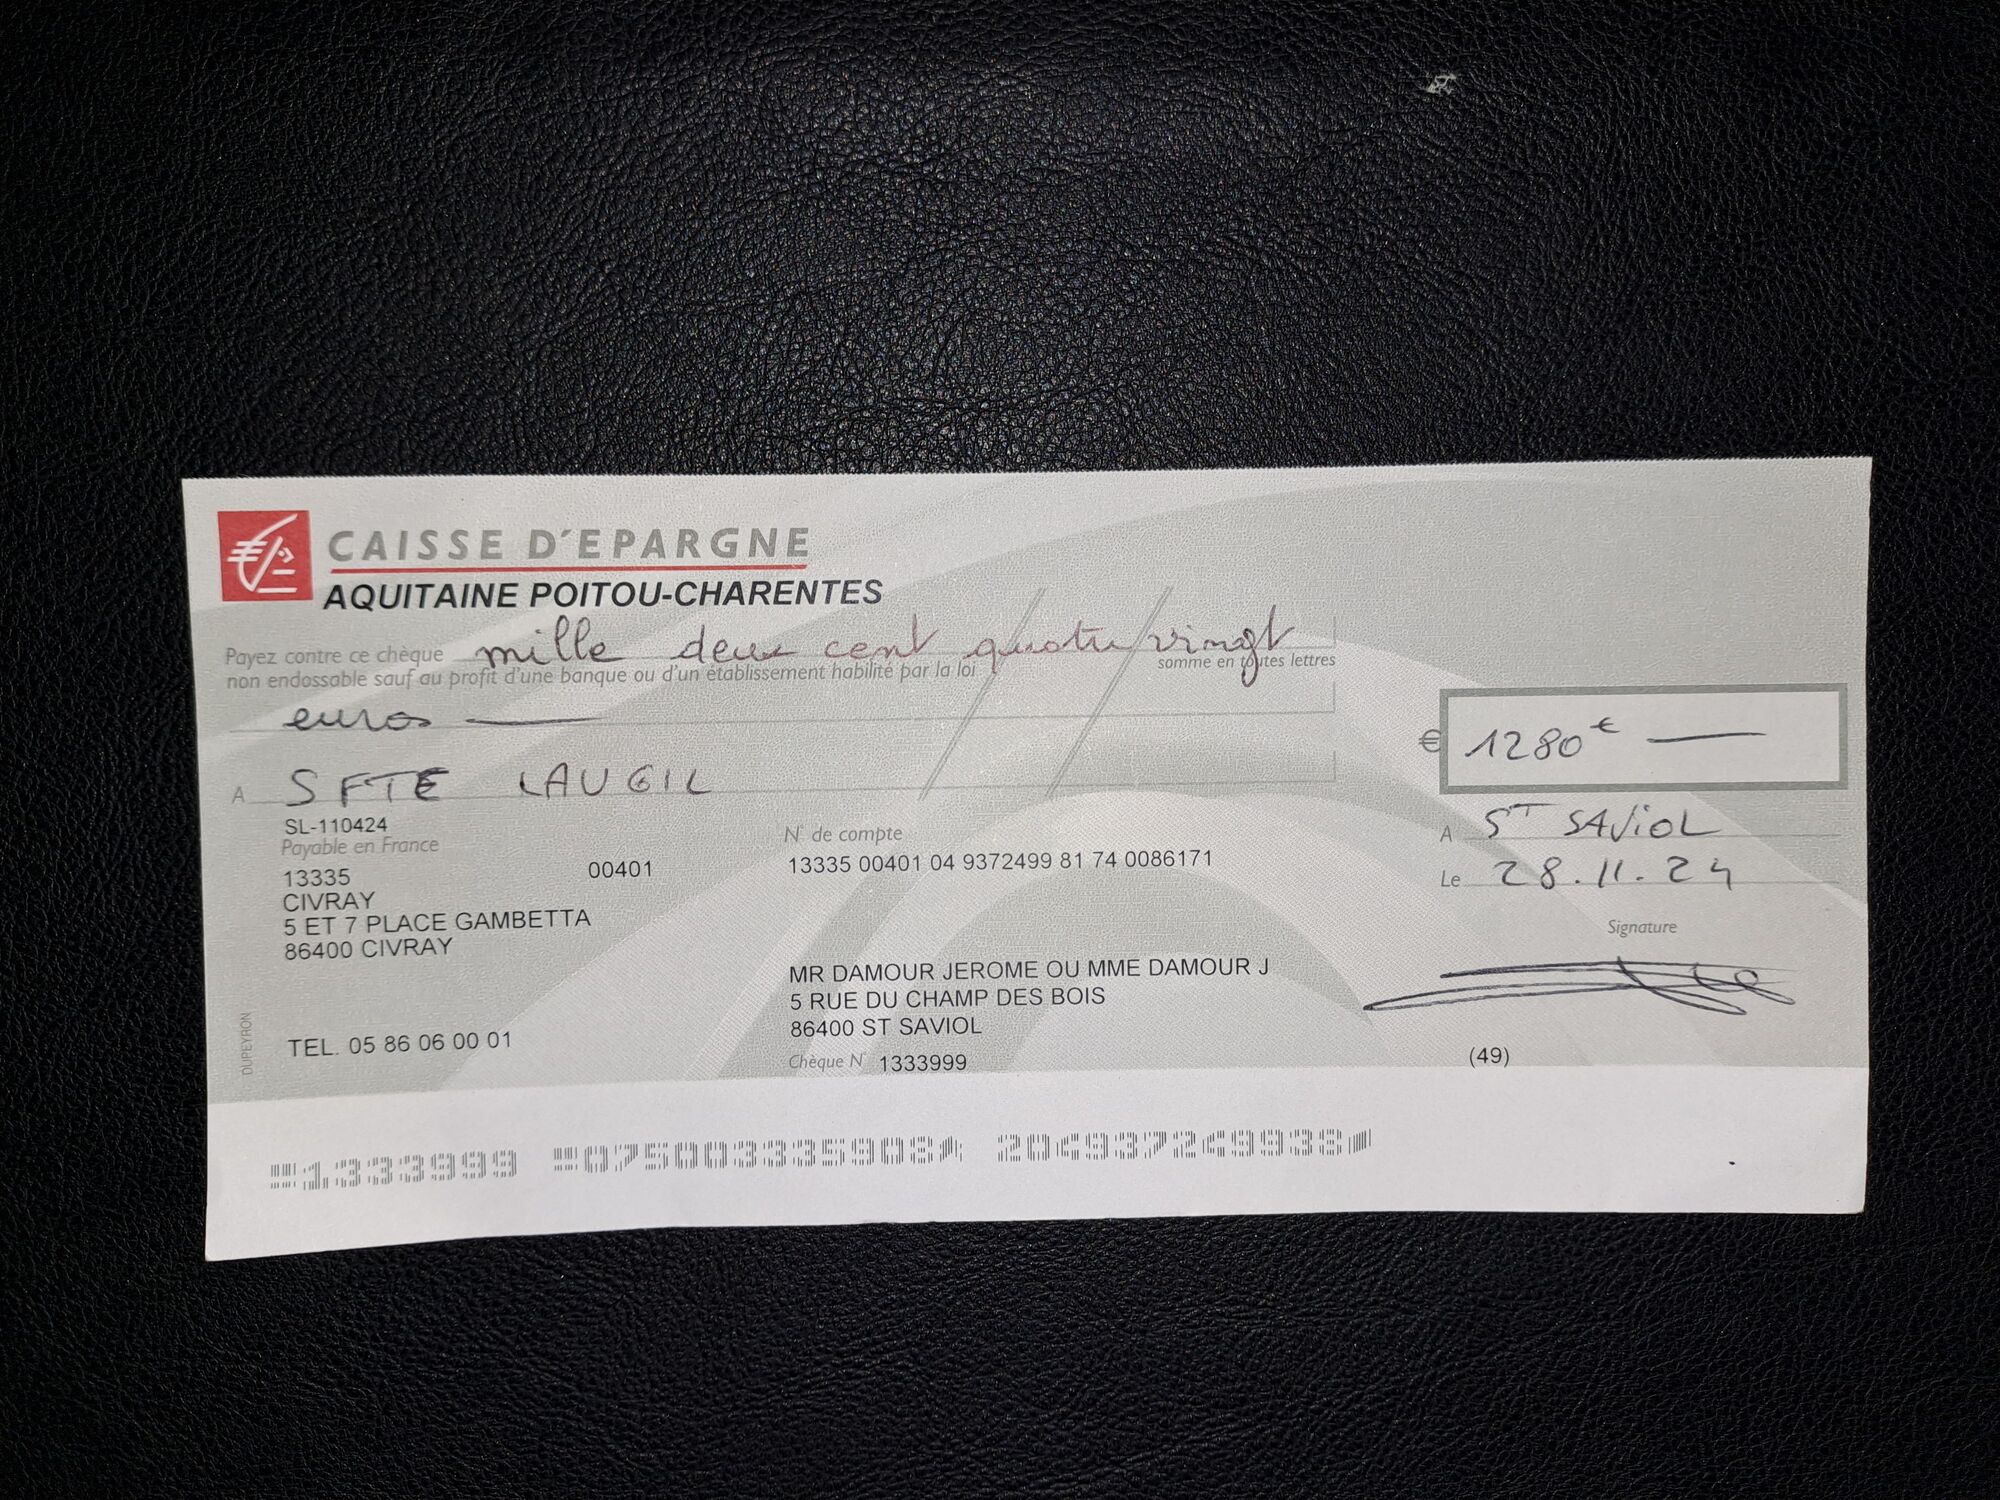 CAISSE D'EPARGNE
AQUITAINE POITOU-CHARENTES
Payez contre ce chèque mille deux cent quatre vingt
non endossable sauf au profit d'une banque ou d'un établissement habilité par la loi
somme en toutes lettres
euros
€ 1280 €
A SFTE LAUGIL
A ST SAViOL
SL-110424
Payable en France
N° de compte
13335
00401
13335 00401 04 9372499 81 74 0086171
Le 28.11.24
CIVRAY
5 ET 7 PLACE GAMBETTA
86400 CIVRAY
Signature
MR DAMOUR JEROME OU MME DAMOUR J
5 RUE DU CHAMP DES BOIS
86400 ST SAVIOL
TEL. 05 86 06 00 01
Chèque N° 1333999
(49)
DUPEYRON
1333999 075003335908 204937249938